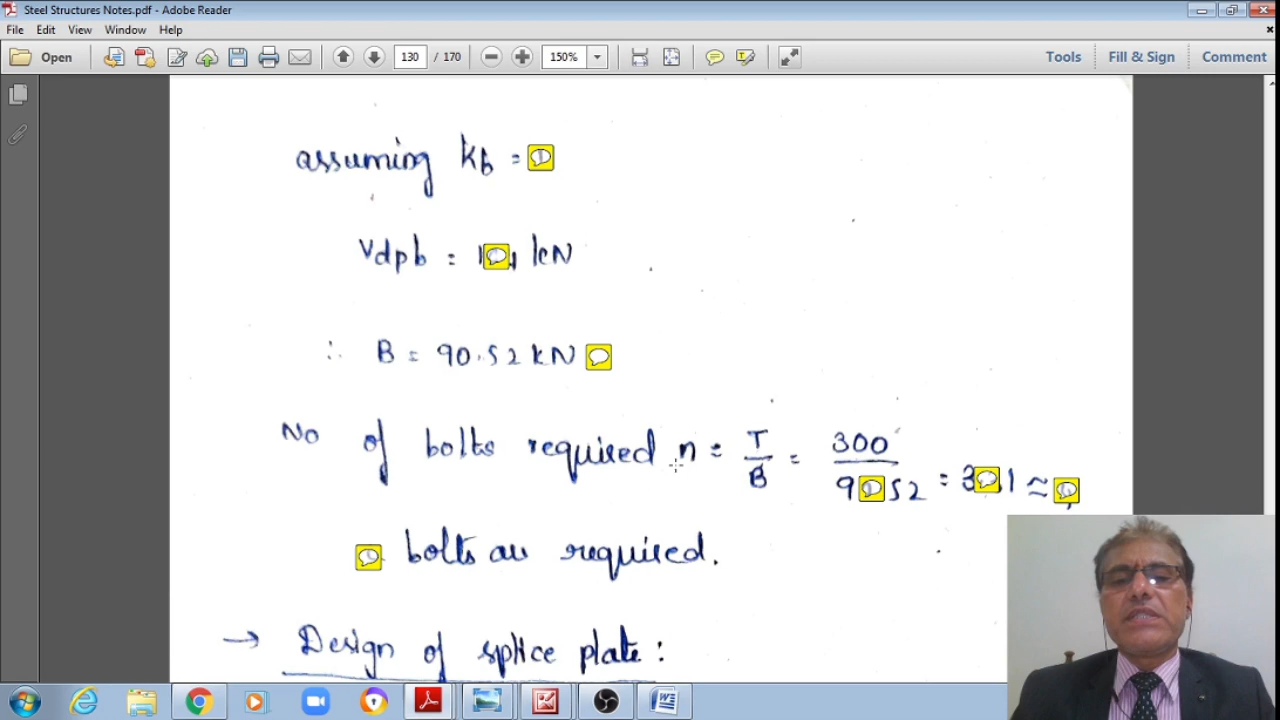 Steel Structures Notes.pdf - Adobe Reader
File Edit View Window Help
Open 130 / 170 150% Tools Fill & Sign Comment
assuming kb =
Vdpb = kN
∴ B = 90.52 kN
No of bolts required n = T/B = 300/9 52 = 3 .1 ≈
bolts are required.
→ Design of splice plate: